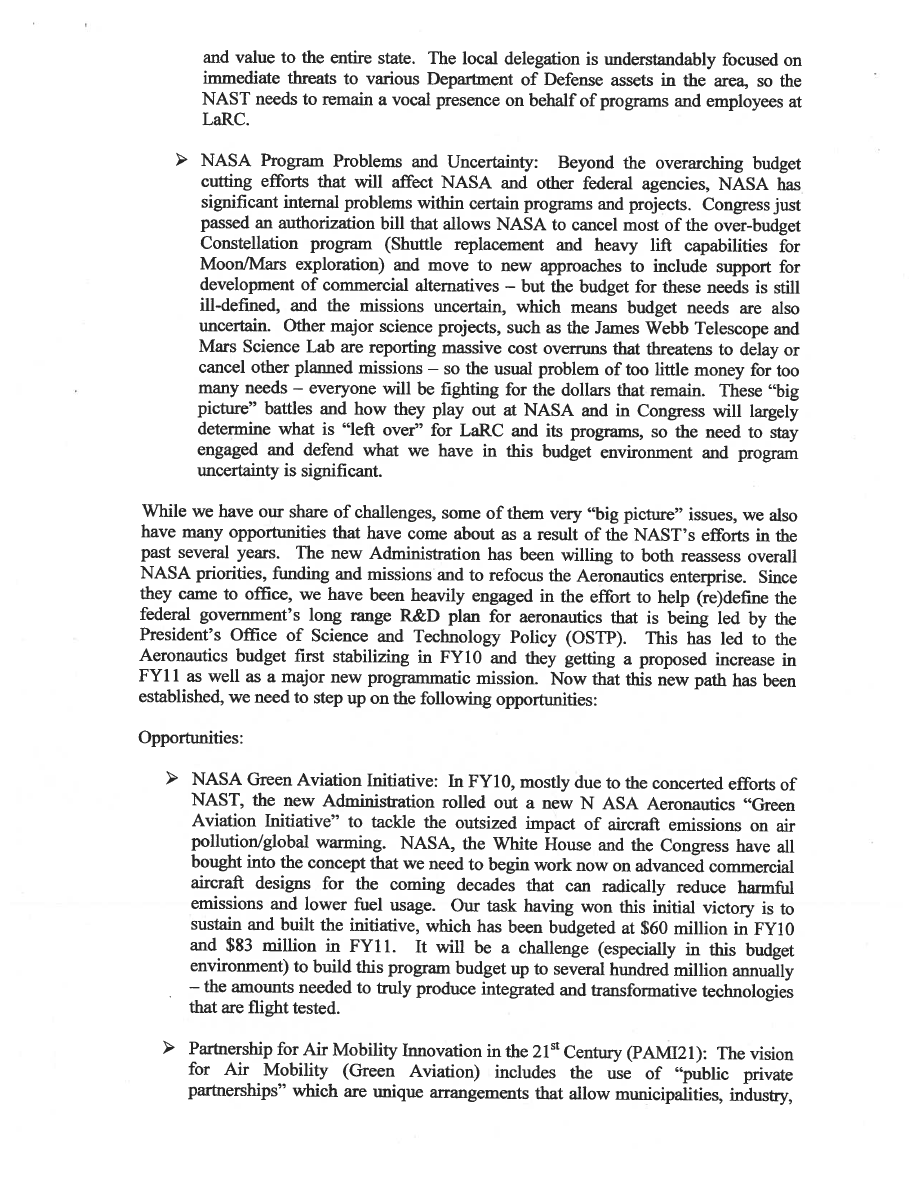 and value to the entire state. The local delegation is understandably focused on
immediate threats to various Department of Defense assets in the area, so the
NAST needs to remain a vocal presence on behalf of programs and employees at
LaRC.
➢ NASA Program Problems and Uncertainty: Beyond the overarching budget
cutting efforts that will affect NASA and other federal agencies, NASA has
significant internal problems within certain programs and projects. Congress just
passed an authorization bill that allows NASA to cancel most of the over-budget
Constellation program (Shuttle replacement and heavy lift capabilities for
Moon/Mars exploration) and move to new approaches to include support for
development of commercial alternatives – but the budget for these needs is still
ill-defined, and the missions uncertain, which means budget needs are also
uncertain. Other major science projects, such as the James Webb Telescope and
Mars Science Lab are reporting massive cost overruns that threatens to delay or
cancel other planned missions – so the usual problem of too little money for too
many needs – everyone will be fighting for the dollars that remain. These “big
picture” battles and how they play out at NASA and in Congress will largely
determine what is “left over” for LaRC and its programs, so the need to stay
engaged and defend what we have in this budget environment and program
uncertainty is significant.
While we have our share of challenges, some of them very “big picture” issues, we also
have many opportunities that have come about as a result of the NAST’s efforts in the
past several years. The new Administration has been willing to both reassess overall
NASA priorities, funding and missions and to refocus the Aeronautics enterprise. Since
they came to office, we have been heavily engaged in the effort to help (re)define the
federal government’s long range R&D plan for aeronautics that is being led by the
President’s Office of Science and Technology Policy (OSTP). This has led to the
Aeronautics budget first stabilizing in FY10 and they getting a proposed increase in
FY11 as well as a major new programmatic mission. Now that this new path has been
established, we need to step up on the following opportunities:
Opportunities:
➢ NASA Green Aviation Initiative: In FY10, mostly due to the concerted efforts of
NAST, the new Administration rolled out a new N ASA Aeronautics “Green
Aviation Initiative” to tackle the outsized impact of aircraft emissions on air
pollution/global warming. NASA, the White House and the Congress have all
bought into the concept that we need to begin work now on advanced commercial
aircraft designs for the coming decades that can radically reduce harmful
emissions and lower fuel usage. Our task having won this initial victory is to
sustain and built the initiative, which has been budgeted at $60 million in FY10
and $83 million in FY11. It will be a challenge (especially in this budget
environment) to build this program budget up to several hundred million annually
– the amounts needed to truly produce integrated and transformative technologies
that are flight tested.
➢ Partnership for Air Mobility Innovation in the 21st Century (PAMI21): The vision
for Air Mobility (Green Aviation) includes the use of “public private
partnerships” which are unique arrangements that allow municipalities, industry,